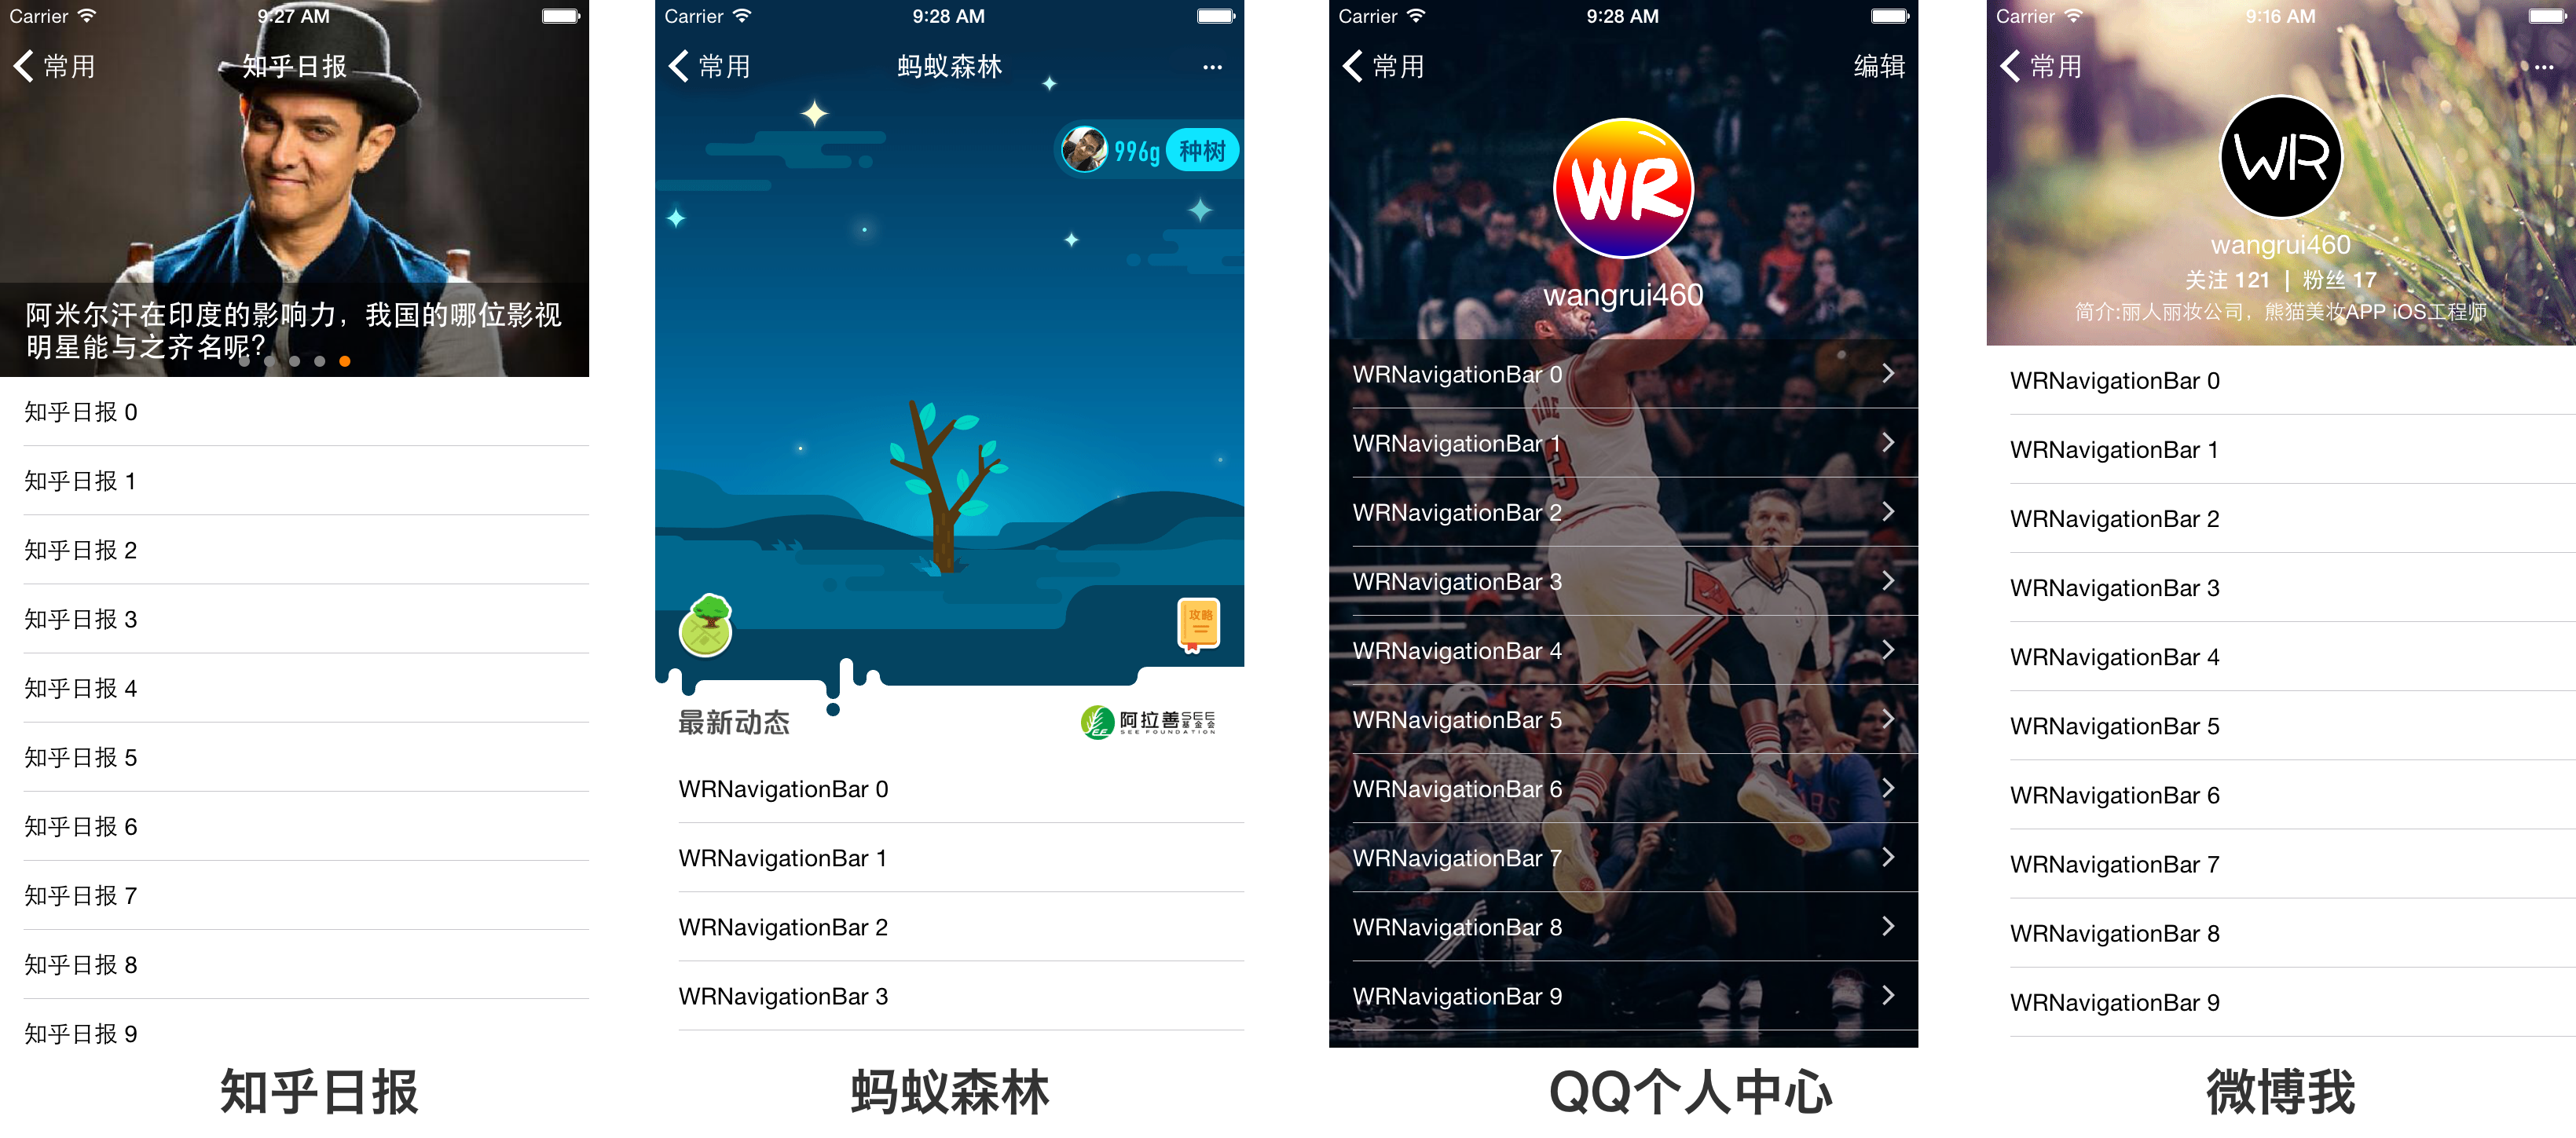 Carrier 9:27 AM
常用 知乎日报
阿米尔汗在印度的影响力，我国的哪位影视
明星能与之齐名呢？
知乎日报 0
知乎日报 1
知乎日报 2
知乎日报 3
知乎日报 4
知乎日报 5
知乎日报 6
知乎日报 7
知乎日报 8
知乎日报 9
知乎日报
Carrier 9:28 AM
常用 蚂蚁森林 ···
996g 种树
攻略
最新动态
阿拉善SEE
基金会
SEE FOUNDATION
WRNavigationBar 0
WRNavigationBar 1
WRNavigationBar 2
WRNavigationBar 3
蚂蚁森林
Carrier 9:28 AM
常用 编辑
WR
wangrui460
WRNavigationBar 0
WRNavigationBar 1
WRNavigationBar 2
WRNavigationBar 3
WRNavigationBar 4
WRNavigationBar 5
WRNavigationBar 6
WRNavigationBar 7
WRNavigationBar 8
WRNavigationBar 9
QQ个人中心
Carrier 9:16 AM
常用 ···
WR
wangrui460
关注 121 | 粉丝 17
简介:丽人丽妆公司，熊猫美妆APP iOS工程师
WRNavigationBar 0
WRNavigationBar 1
WRNavigationBar 2
WRNavigationBar 3
WRNavigationBar 4
WRNavigationBar 5
WRNavigationBar 6
WRNavigationBar 7
WRNavigationBar 8
WRNavigationBar 9
微博我